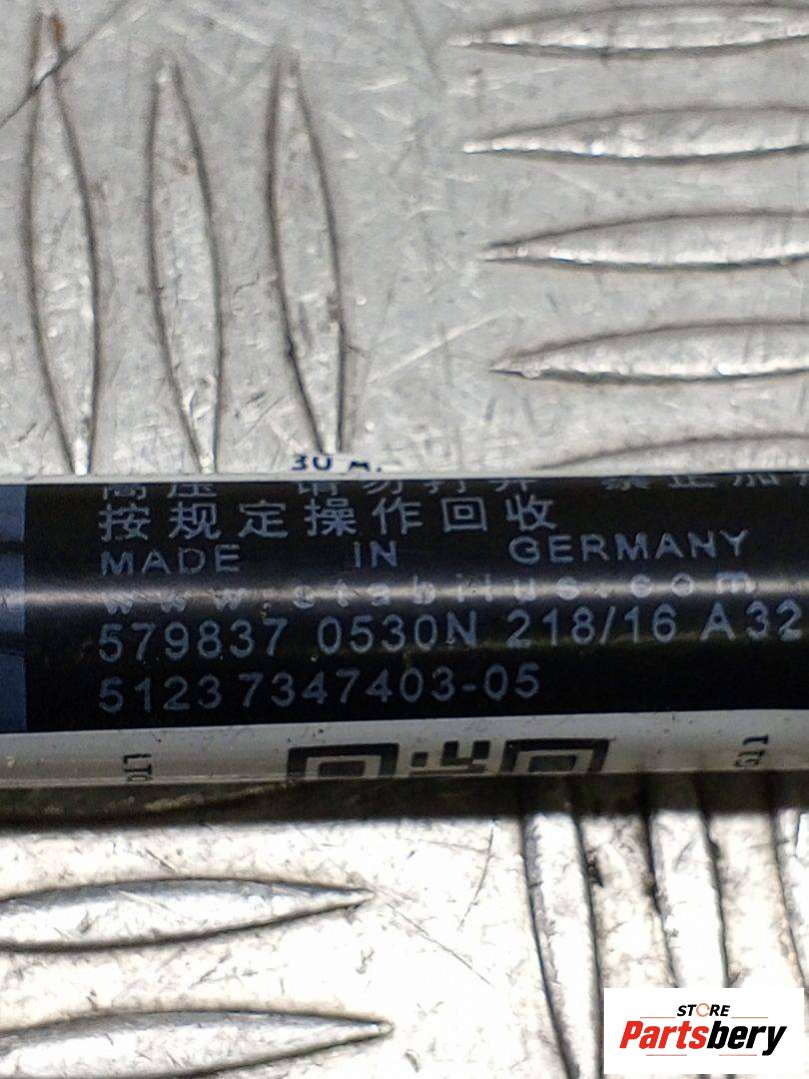 按规定操作回收
MADE IN GERMANY
www.stabilus.com
579837 0530N 218/16 A32
51237347403-05
STORE
Partsbery